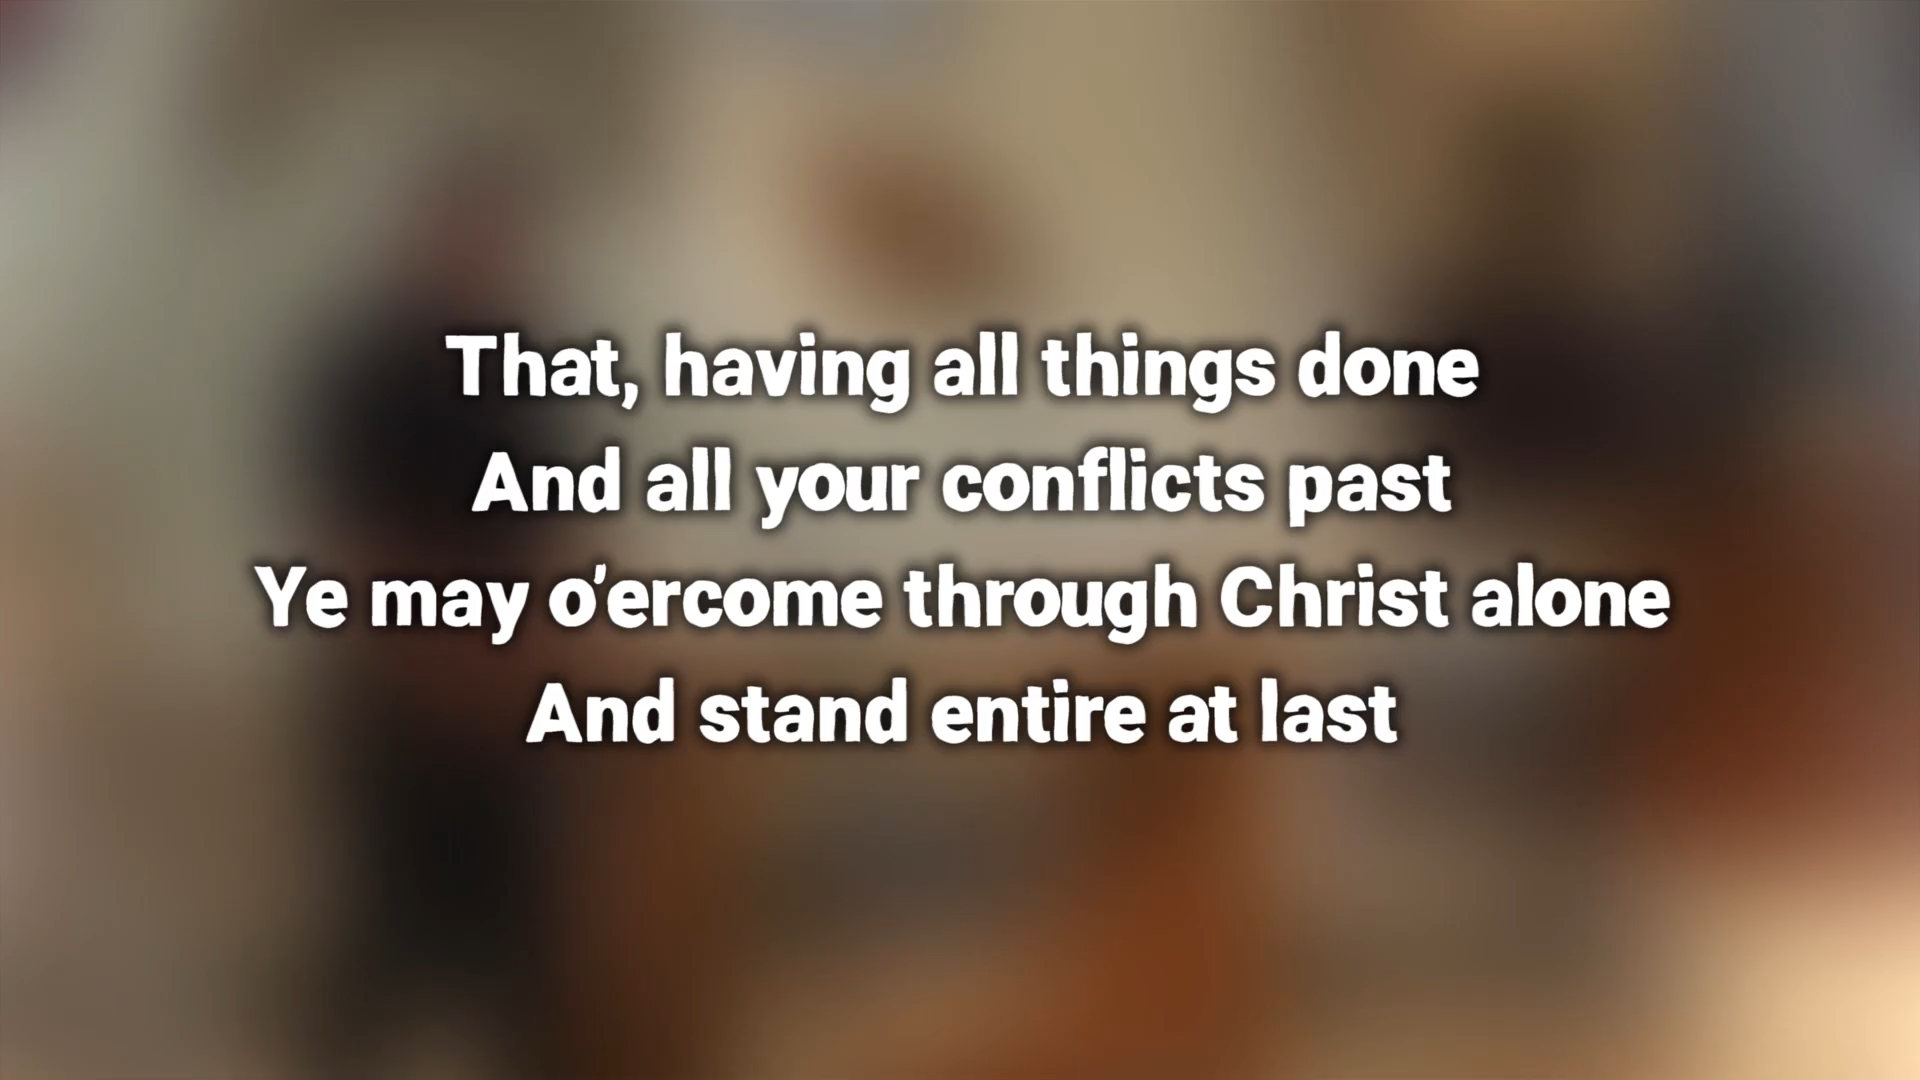 That, having all things done
And all your conflicts past
Ye may o'ercome through Christ alone
And stand entire at last